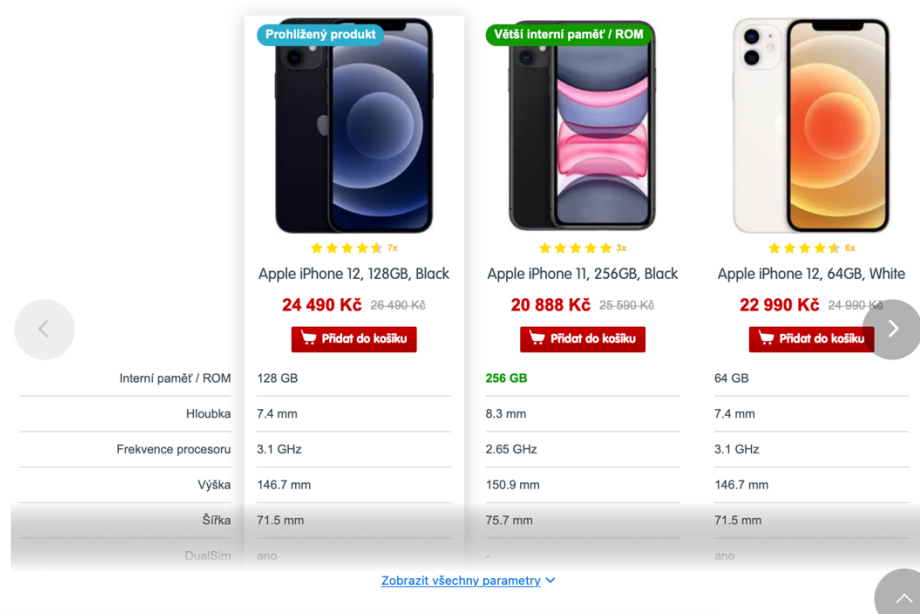 Prohlížený produkt
Větší interní paměť / ROM
7x
3x
6x
Apple iPhone 12, 128GB, Black
Apple iPhone 11, 256GB, Black
Apple iPhone 12, 64GB, White
24 490 Kč 26 490 Kč
20 888 Kč 25 590 Kč
22 990 Kč 24 990 Kč
Přidat do košíku
Přidat do košíku
Přidat do košíku
Interní paměť / ROM 128 GB 256 GB 64 GB
Hloubka 7.4 mm 8.3 mm 7.4 mm
Frekvence procesoru 3.1 GHz 2.65 GHz 3.1 GHz
Výška 146.7 mm 150.9 mm 146.7 mm
Šířka 71.5 mm 75.7 mm 71.5 mm
DualSim ano - ano
Zobrazit všechny parametry